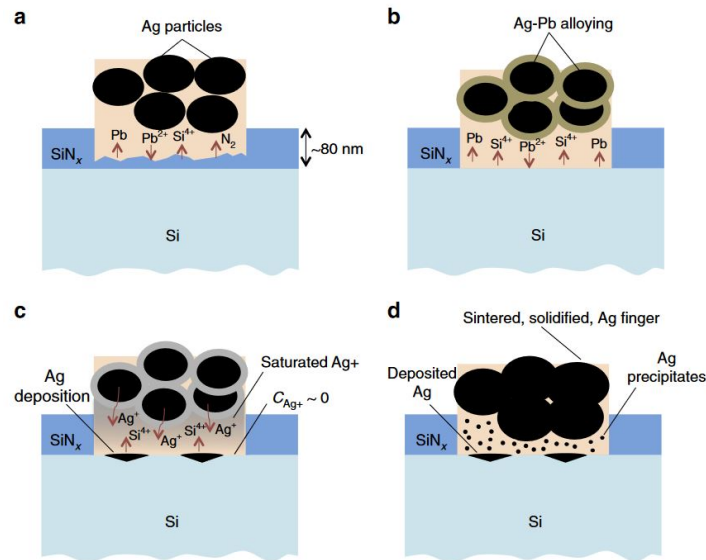 a
Ag particles
Pb Pb2+ Si4+ N2
SiNx
~80 nm
Si
b
Ag-Pb alloying
Pb Si4+ Pb2+ Si4+ Pb
SiNx
Si
c
Ag
deposition
Saturated Ag+
CAg+ ~ 0
Ag+ Si4+ Ag+ Si4+ Ag+
SiNx
Si
d
Sintered, solidified, Ag finger
Deposited
Ag
Ag
precipitates
SiNx
Si